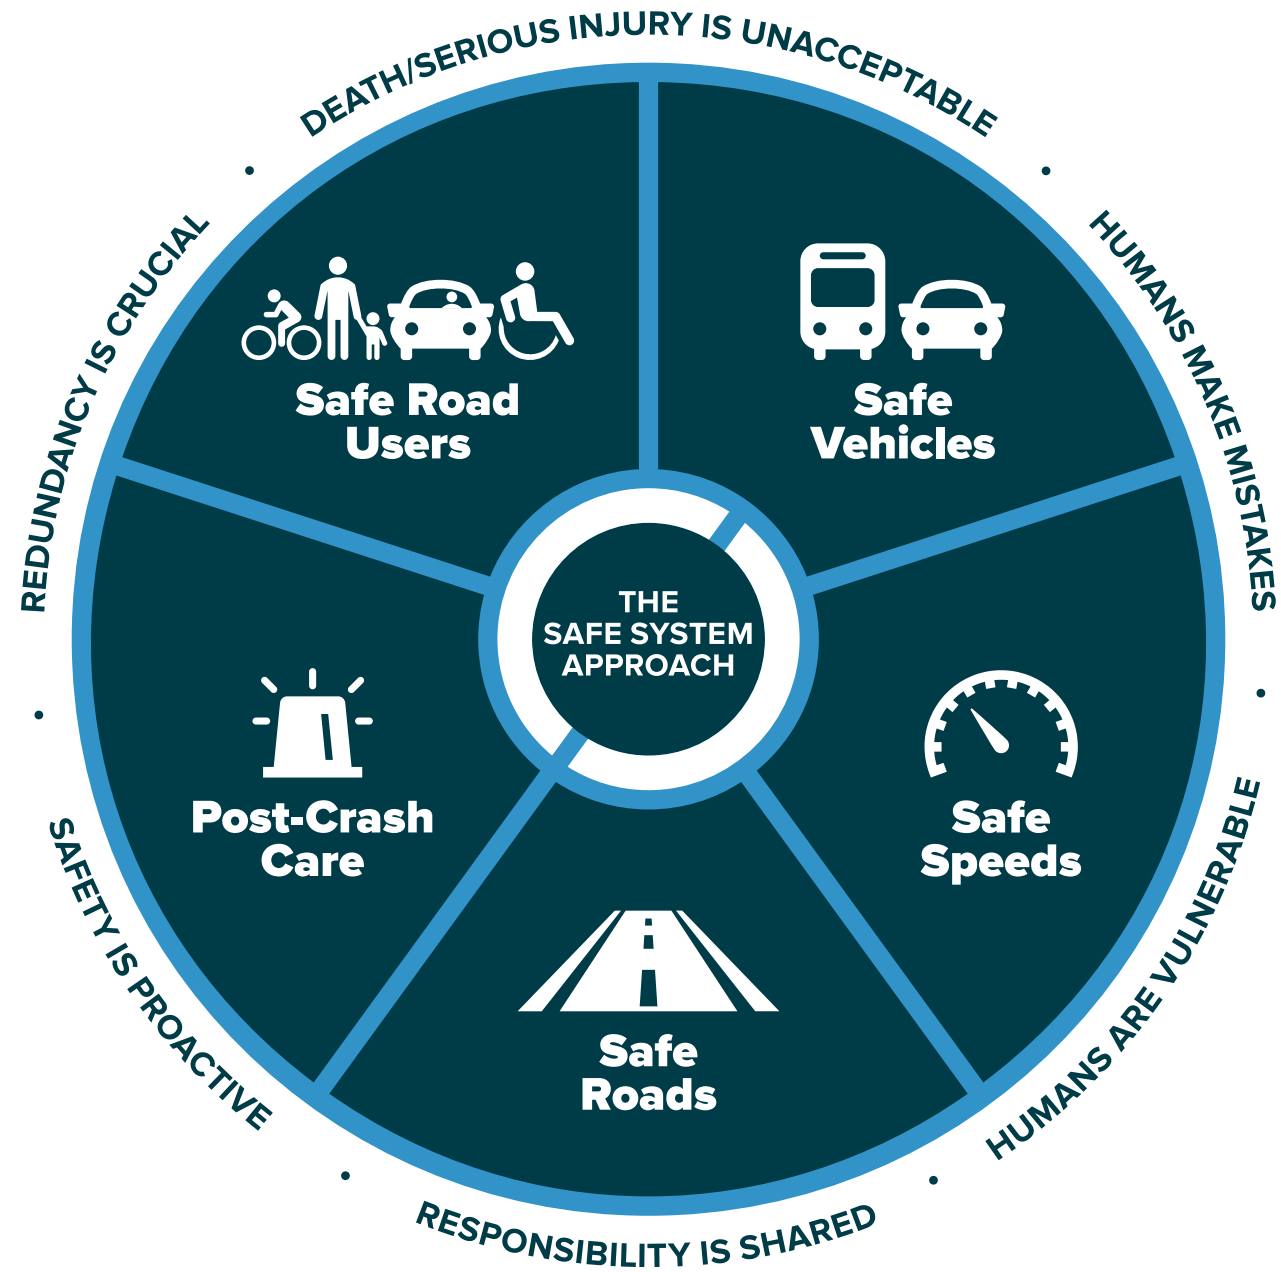 DEATH/SERIOUS INJURY IS UNACCEPTABLE
HUMANS MAKE MISTAKES
HUMANS ARE VULNERABLE
RESPONSIBILITY IS SHARED
SAFETY IS PROACTIVE
REDUNDANCY IS CRUCIAL
Safe Road
Users
Safe
Vehicles
Safe
Speeds
Safe
Roads
Post-Crash
Care
THE
SAFE SYSTEM
APPROACH